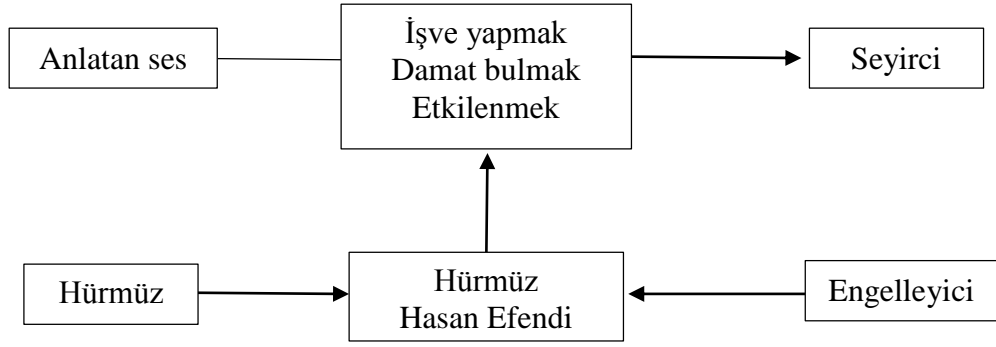 Anlatan ses
İşve yapmak
Damat bulmak
Etkilenmek
Seyirci
Hürmüz
Hürmüz
Hasan Efendi
Engelleyici